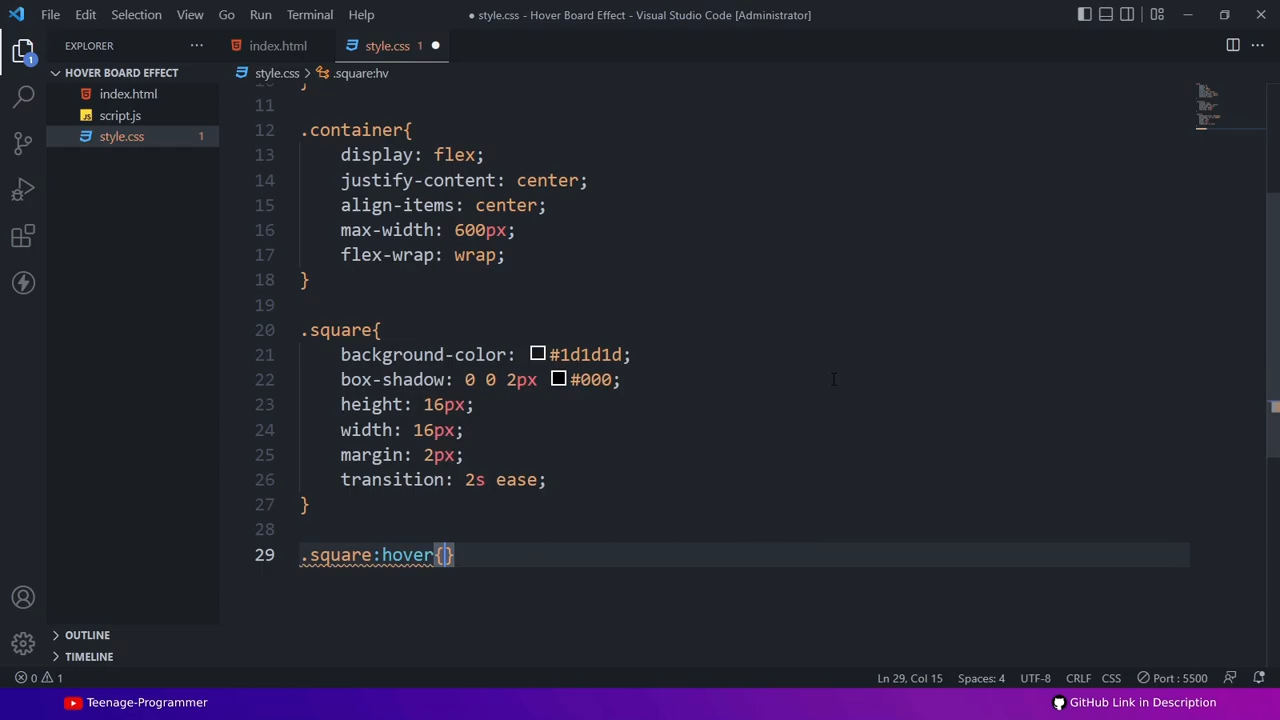 File Edit Selection View Go Run Terminal Help ● style.css - Hover Board Effect - Visual Studio Code [Administrator]
EXPLORER ··· index.html style.css 1 ●
HOVER BOARD EFFECT
index.html
JS script.js
style.css 1
1
style.css > .square:hv
}
11
12 .container{
13 display: flex;
14 justify-content: center;
15 align-items: center;
16 max-width: 600px;
17 flex-wrap: wrap;
18 }
19
20 .square{
21 background-color: #1d1d1d;
22 box-shadow: 0 0 2px #000;
23 height: 16px;
24 width: 16px;
25 margin: 2px;
26 transition: 2s ease;
27 }
28
29 .square:hover{}
OUTLINE
TIMELINE
0 1 Ln 29, Col 15 Spaces: 4 UTF-8 CRLF CSS Port : 5500
Teenage-Programmer GitHub Link in Description